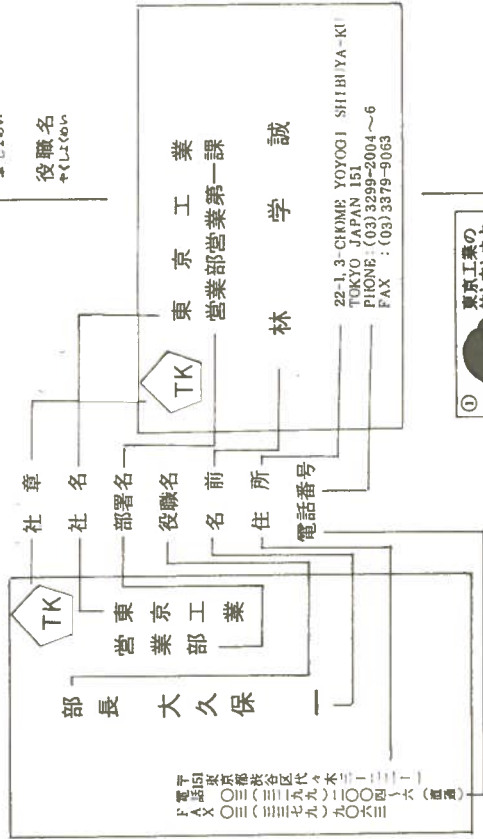 役職名
やくしょくめい
TK
東京工業
営業部
部長 大久保 一
〒151 東京都渋谷区代々木三ー二二ー一
電話 〇三(三二九九)二〇〇四〜六(直通)
FAX 〇三(三三七九)九〇六三
社章
社名
部署名
役職名
名前
住所
電話番号
TK
東京工業
営業部営業第一課
林 学 誠
22-1, 3-CHOME YOYOGI SHIBUYA-KU
TOKYO JAPAN 151
PHONE : (03) 3299-2004~6
FAX : (03) 3379-9063
①
東京工業の